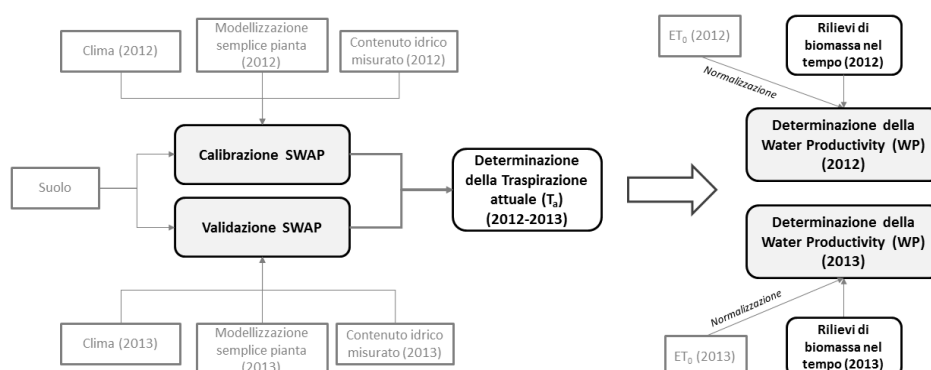 Clima (2012)
Modellizzazione
semplice pianta
(2012)
Contenuto idrico
misurato (2012)
Suolo
Calibrazione SWAP
Validazione SWAP
Determinazione
della Traspirazione
attuale (Tₐ)
(2012-2013)
Clima (2013)
Modellizzazione
semplice pianta
(2013)
Contenuto idrico
misurato (2013)
ET₀ (2012)
Normalizzazione
Rilievi di
biomassa nel
tempo (2012)
Determinazione della
Water Productivity (WP)
(2012)
Determinazione della
Water Productivity (WP)
(2013)
Normalizzazione
ET₀ (2013)
Rilievi di
biomassa nel
tempo (2013)